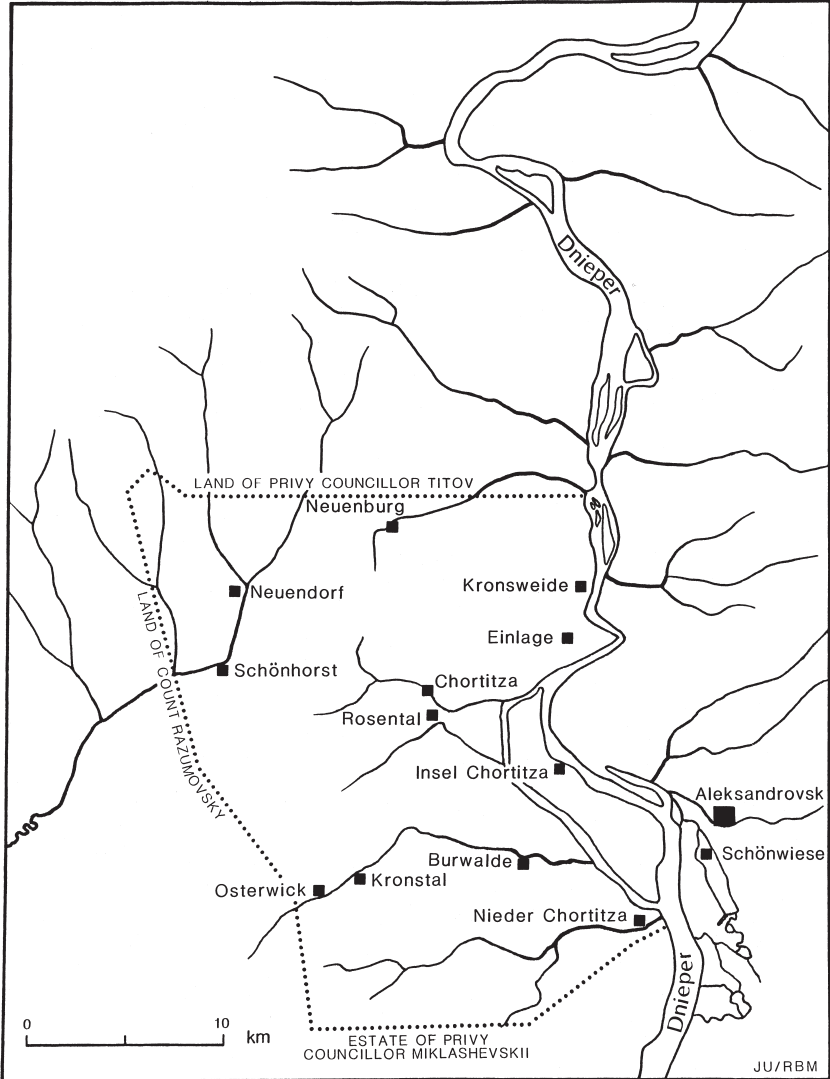 Dnieper
LAND OF PRIVY COUNCILLOR TITOV
Neuenburg
Neuendorf
Kronsweide
LAND OF COUNT RAZUMOVSKY
Einlage
Schönhorst
Chortitza
Rosental
Insel Chortitza
Aleksandrovsk
Burwalde
Schönwiese
Osterwick
Kronstal
Nieder Chortitza
Dnieper
0 10
km
ESTATE OF PRIVY
COUNCILLOR MIKLASHEVSKII
JU/RBM